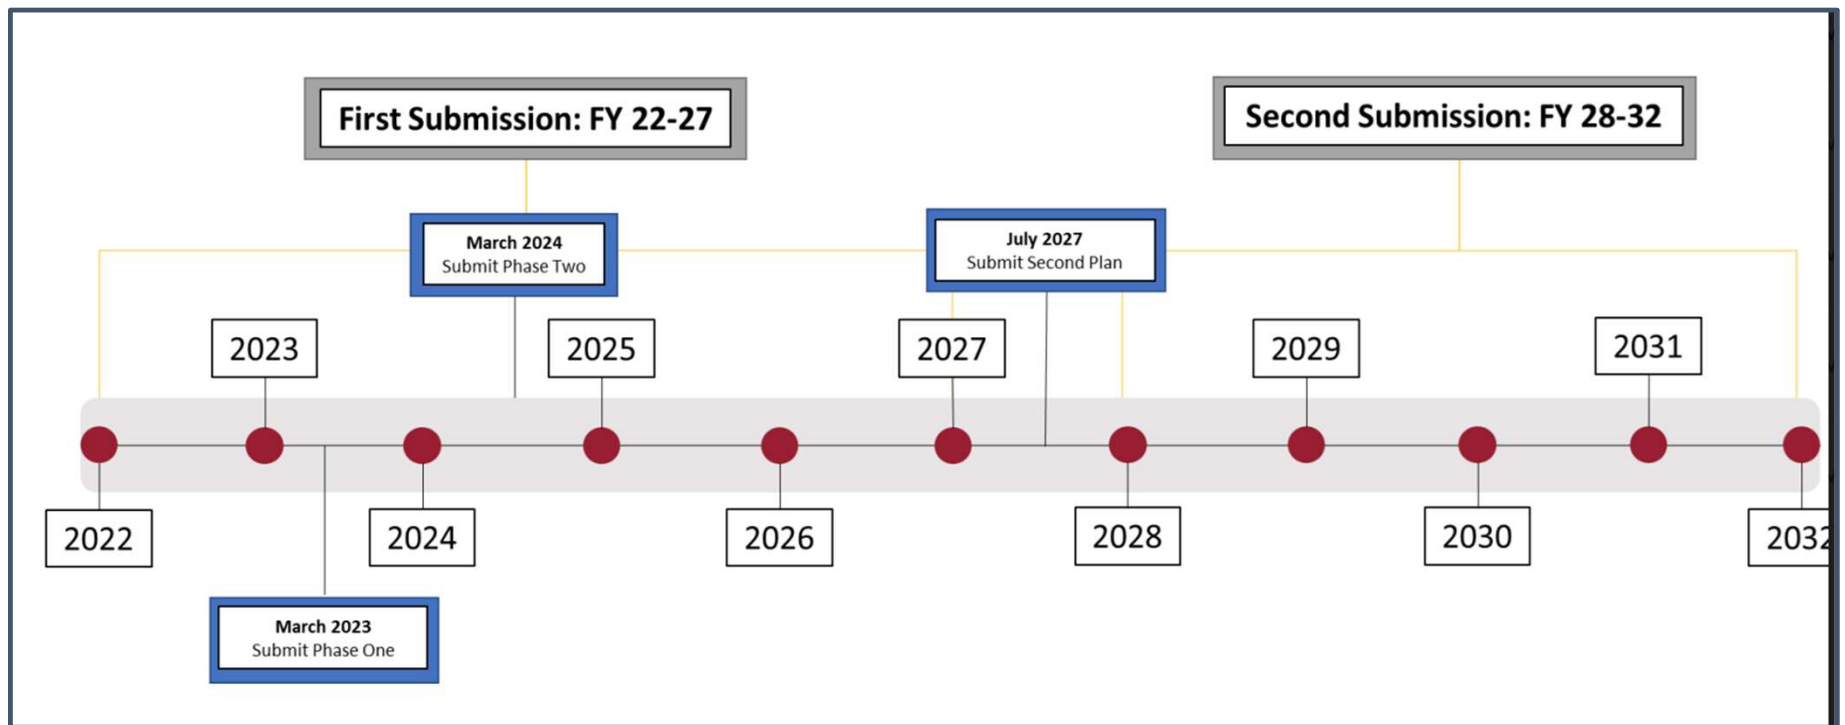 First Submission: FY 22-27
Second Submission: FY 28-32
March 2024
Submit Phase Two
July 2027
Submit Second Plan
2023
2025
2027
2029
2031
2022
2024
2026
2028
2030
2032
March 2023
Submit Phase One